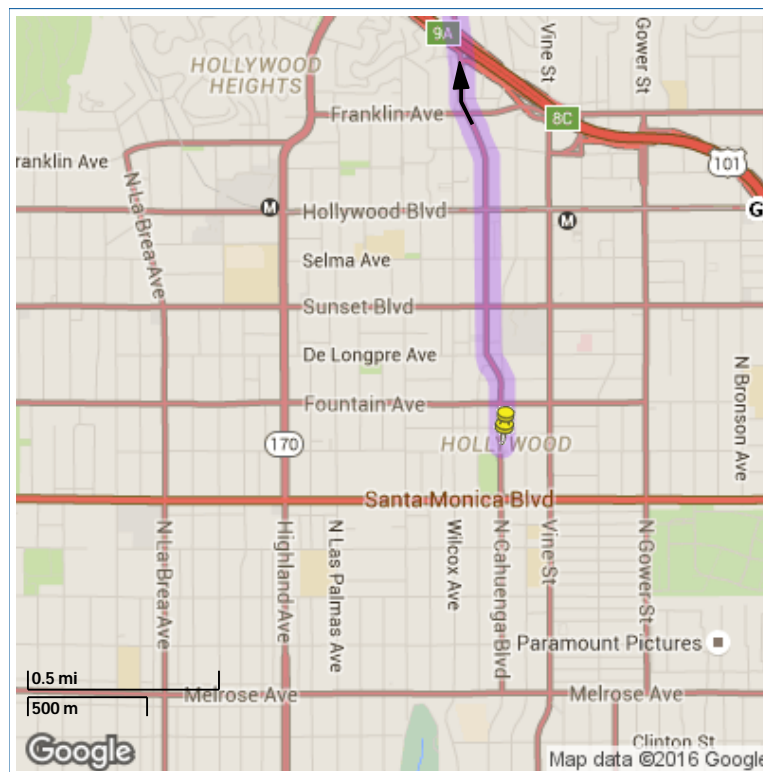 9A
Vine St
Gower St
HOLLYWOOD
HEIGHTS
Franklin Ave
8C
ranklin Ave
101
N La Brea Ave
M
Hollywood Blvd
M
G
Selma Ave
Sunset Blvd
De Longpre Ave
N Bronson Ave
Fountain Ave
170
HOLLYWOOD
Santa Monica Blvd
N La Brea Ave
Highland Ave
N Las Palmas Ave
Wilcox Ave
N Cahuenga Blvd
Vine St
N Gower St
Paramount Pictures
0.5 mi
500 m
Melrose Ave
Melrose Ave
Clinton St
Google
Map data ©2016 Google